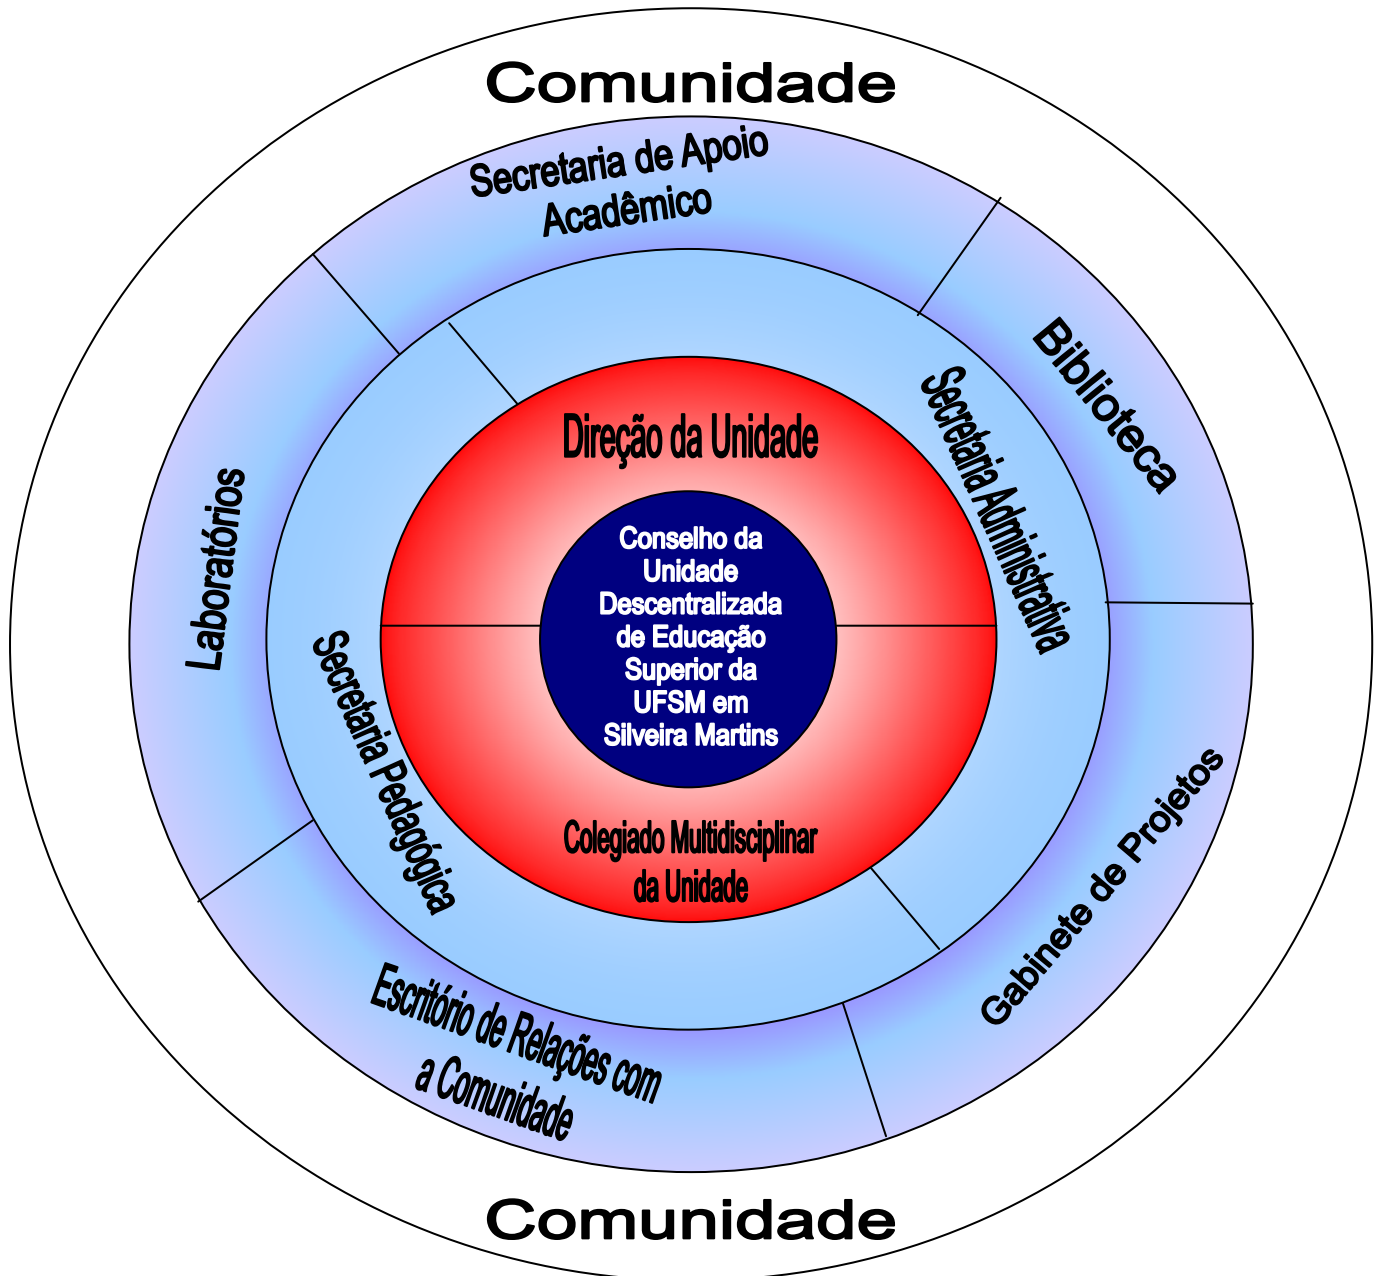 Comunidade
Secretaria de Apoio
Acadêmico
Biblioteca
Secretaria Administrativa
Direção da Unidade
Laboratórios
Conselho da
Unidade
Descentralizada
de Educação
Superior da
UFSM em
Silveira Martins
Secretaria Pedagógica
Gabinete de Projetos
Colegiado Multidisciplinar
da Unidade
Escritório de Relações com
a Comunidade
Comunidade